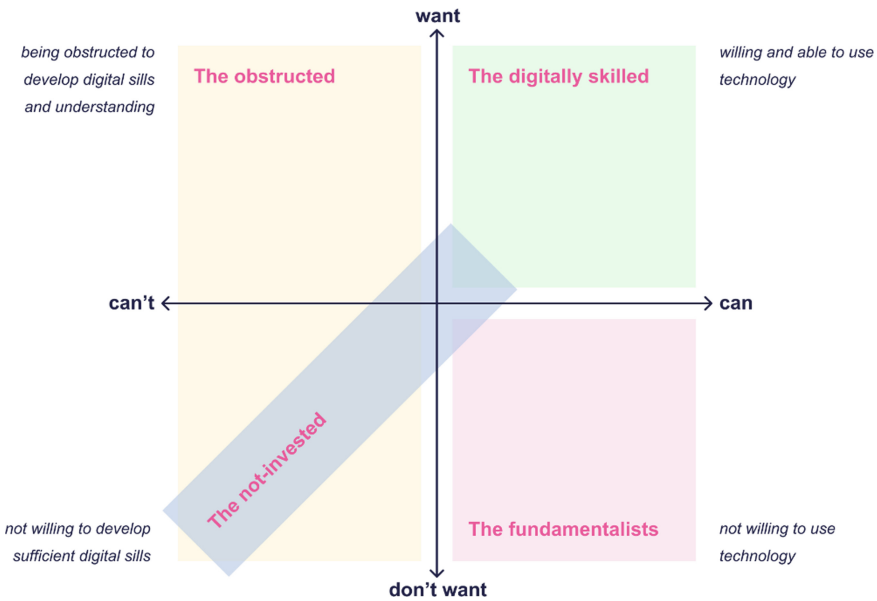 want
being obstructed to
develop digital sills
and understanding
The obstructed
The digitally skilled
willing and able to use
technology
can't
can
The not-invested
not willing to develop
sufficient digital sills
The fundamentalists
not willing to use
technology
don't want